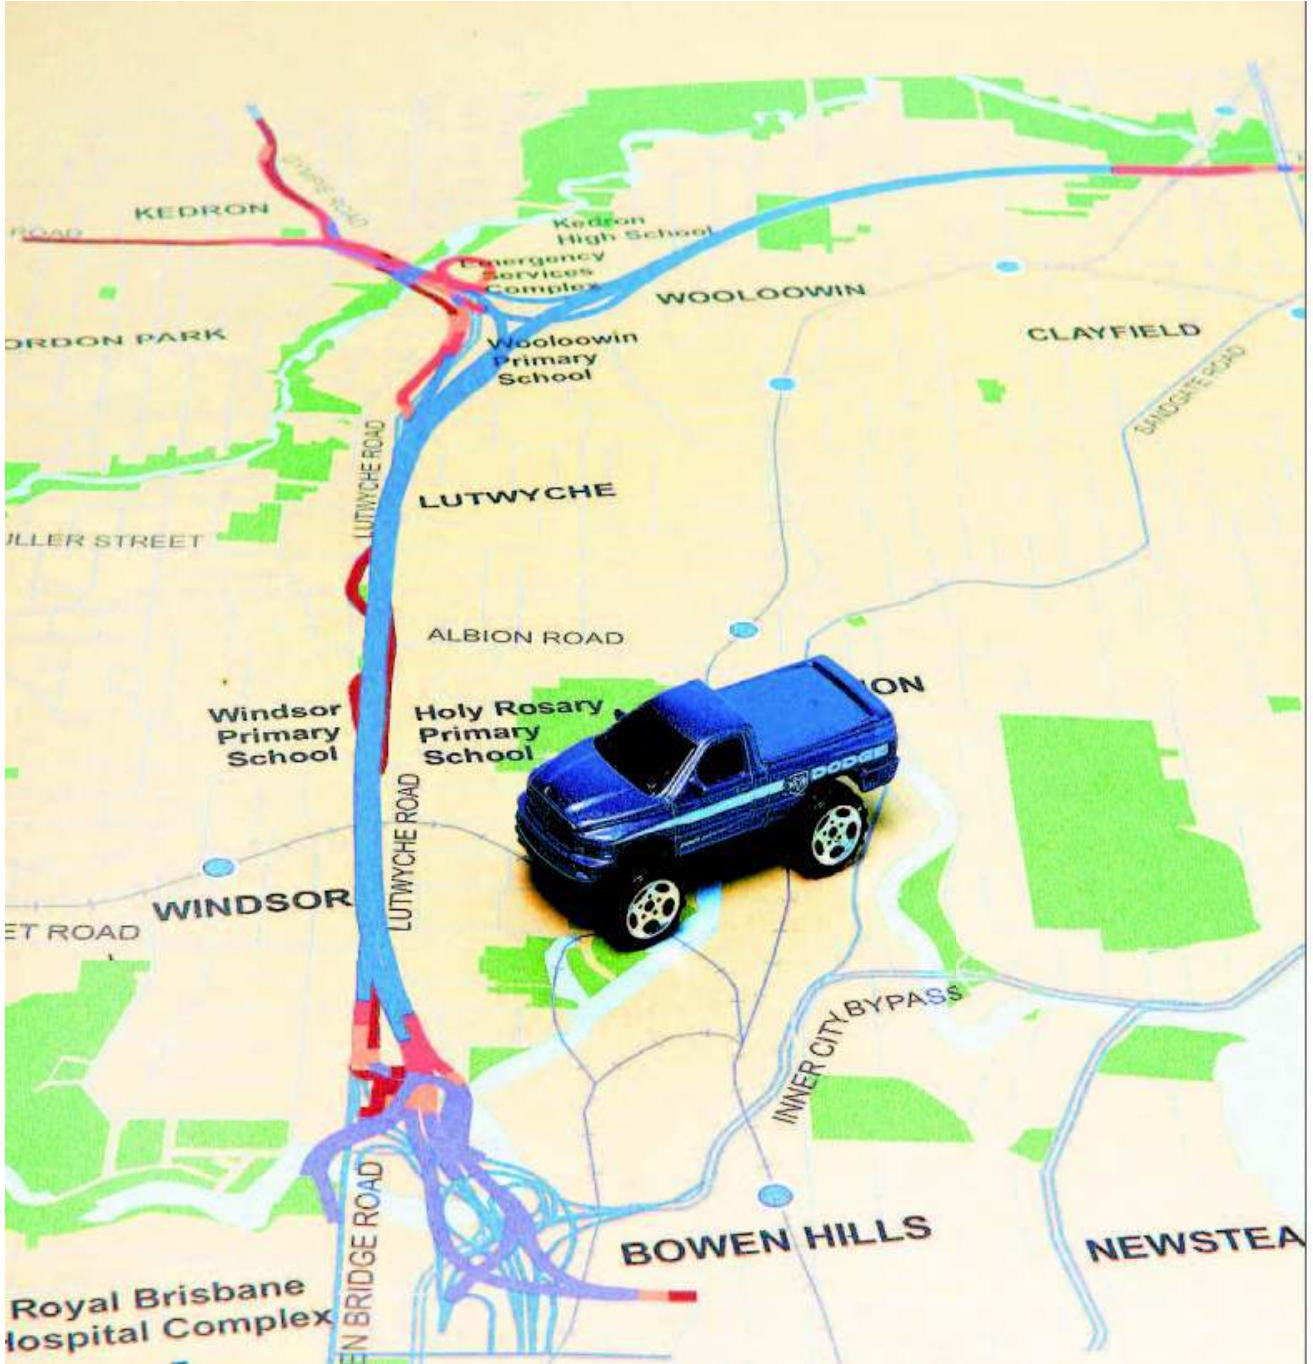 GYMPIE ROAD
KEDRON
ROAD
Kedron
High School
Emergency
Services
Complex
WOOLOOWIN
CLAYFIELD
ORDON PARK
Wooloowin
Primary
School
SANDGATE ROAD
LUTWYCHE ROAD
LUTWYCHE
ULLER STREET
ALBION ROAD
ION
Windsor
Primary
School
Holy Rosary
Primary
School
DODGE
LUTWYCHE ROAD
WINDSOR
ET ROAD
INNER CITY BYPASS
EN BRIDGE ROAD
BOWEN HILLS
NEWSTEA
Royal Brisbane
Hospital Complex